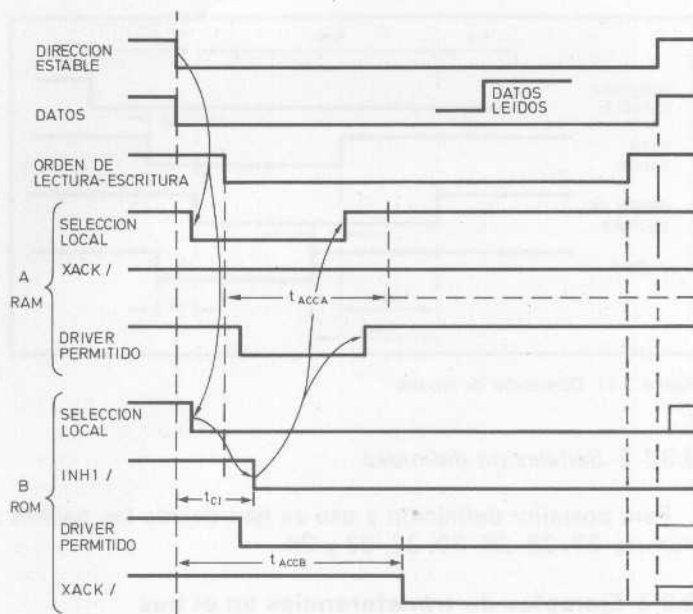 DIRECCION
ESTABLE
DATOS
LEIDOS
DATOS
ORDEN DE
LECTURA-ESCRITURA
SELECCION
LOCAL
A
RAM
XACK /
t ACCA
DRIVER
PERMITIDO
SELECCION
LOCAL
B
ROM
INH1 /
t CI
DRIVER
PERMITIDO
t ACCB
XACK /